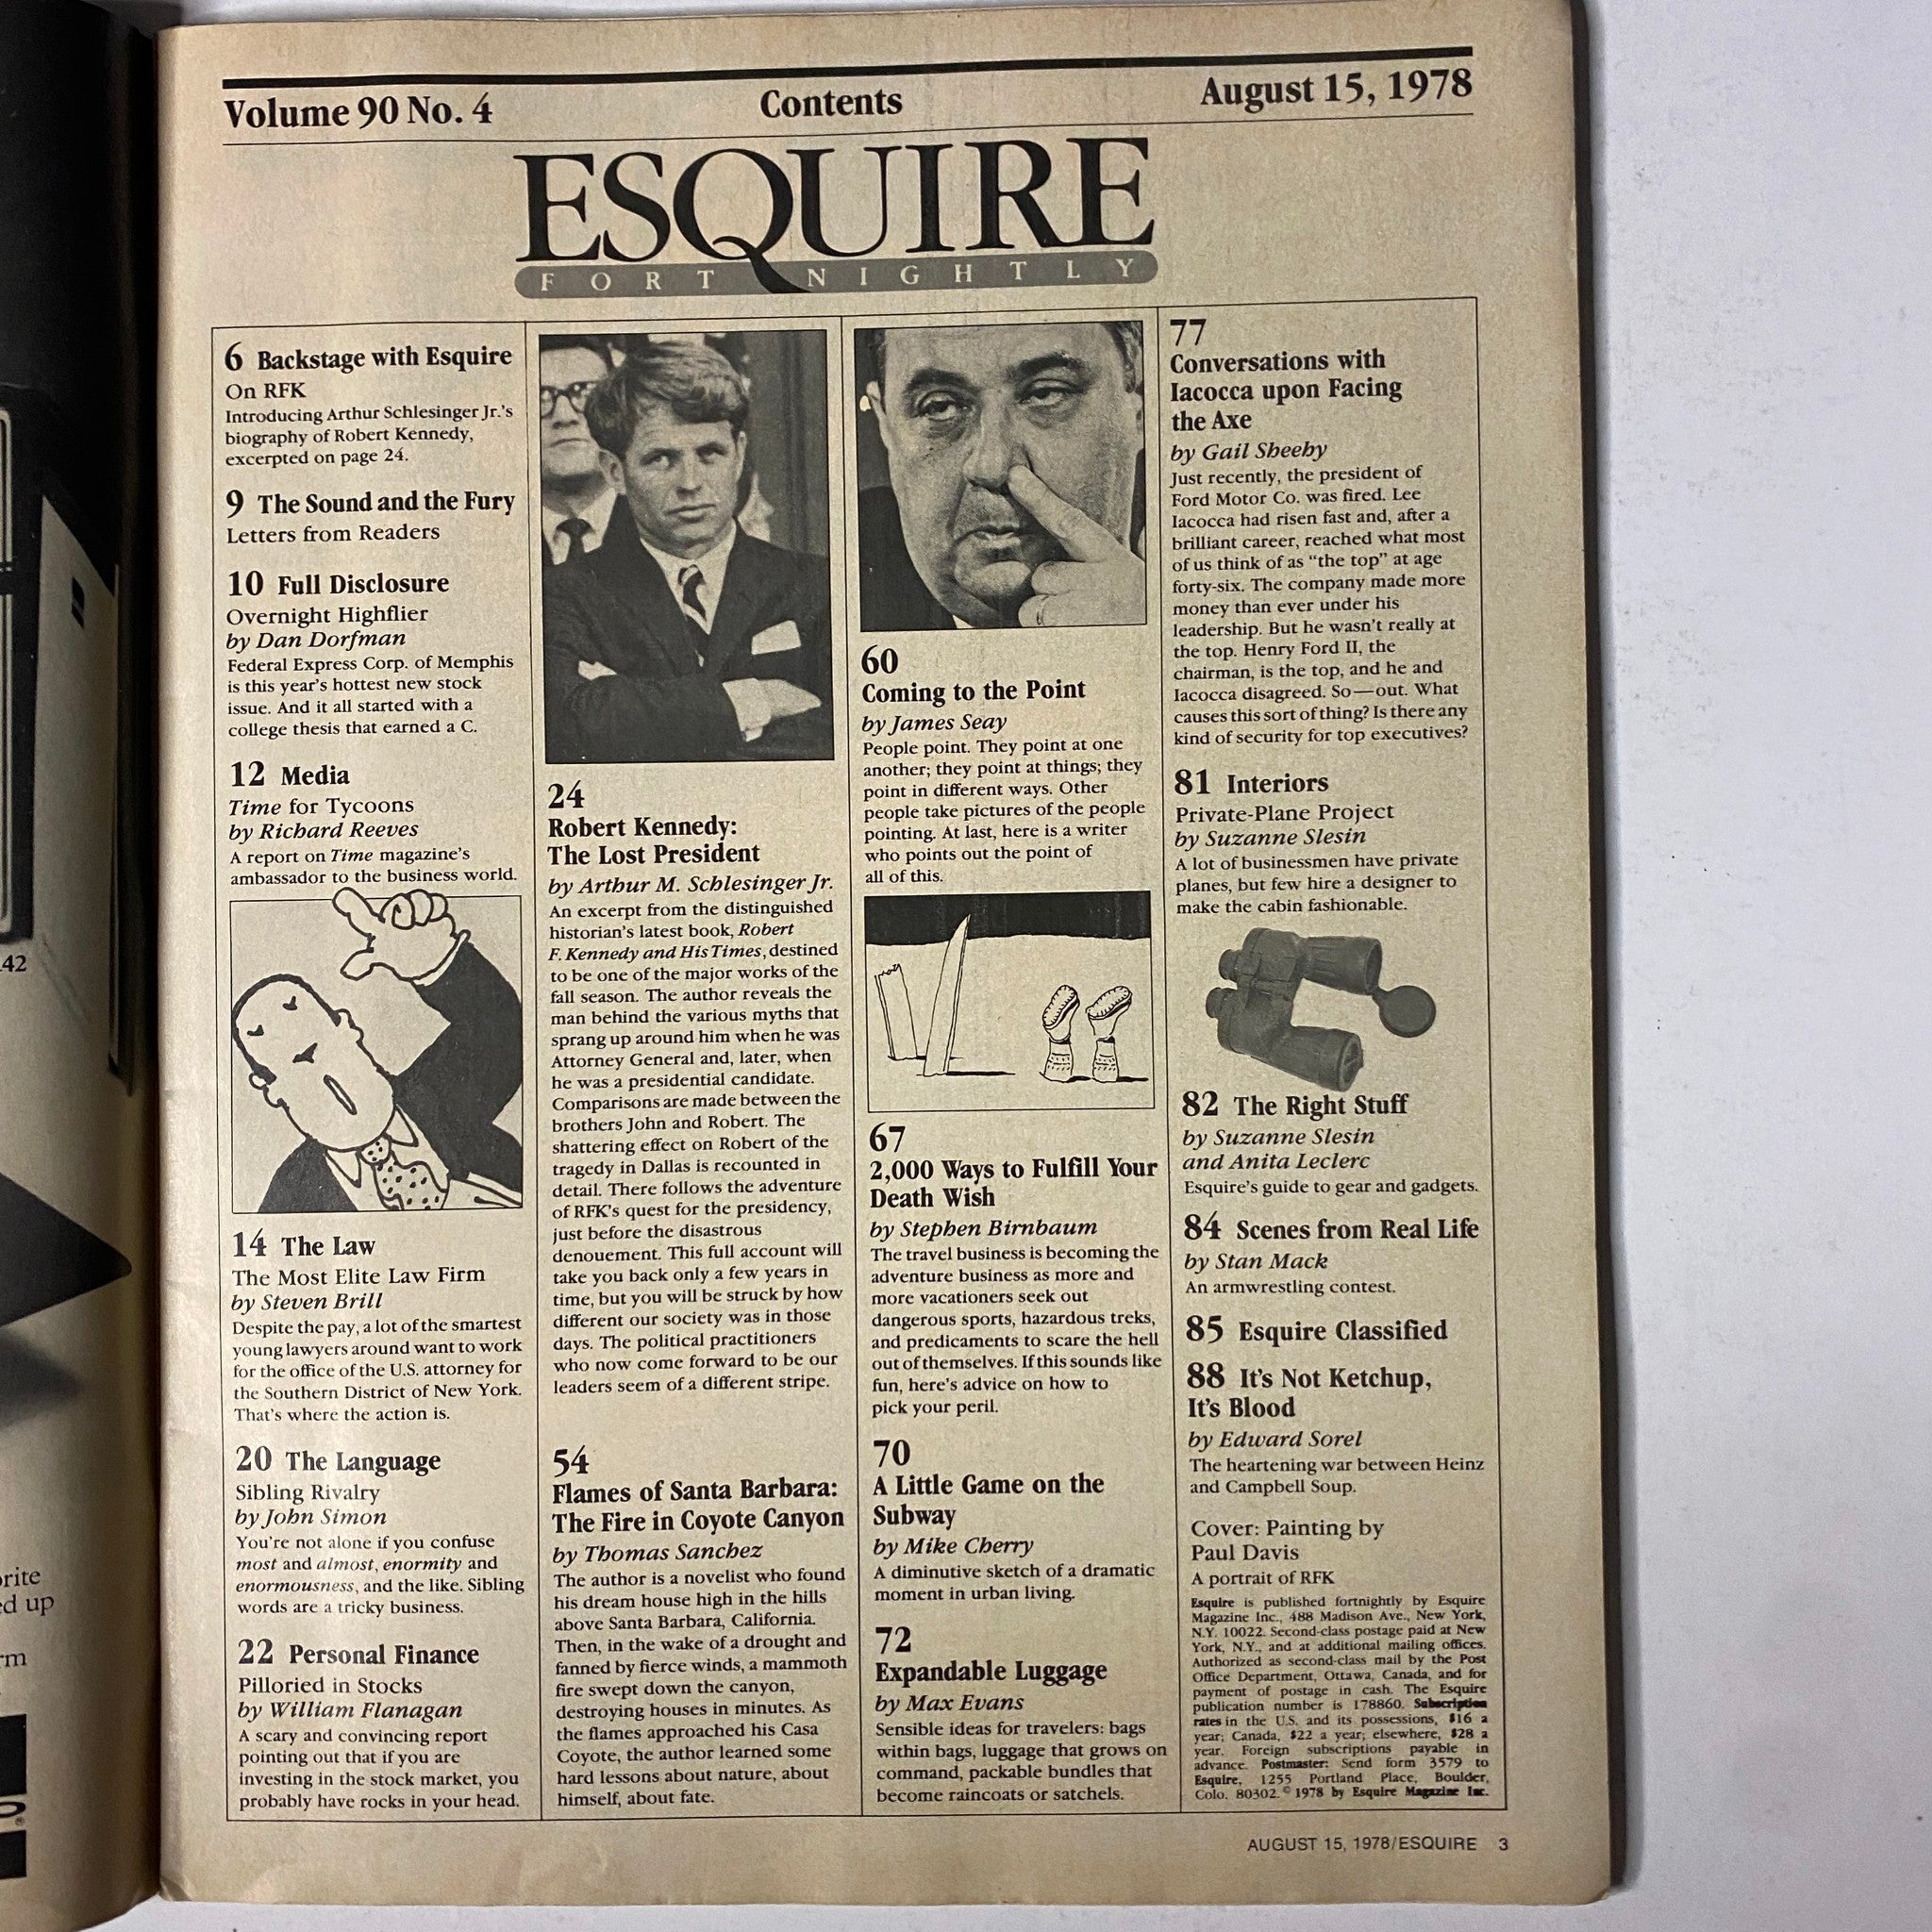 Volume 90 No. 4
Contents
August 15, 1978
ESQUIRE
FORTNIGHTLY
6 Backstage with Esquire
On RFK
Introducing Arthur Schlesinger Jr.'s
biography of Robert Kennedy,
excerpted on page 24.
9 The Sound and the Fury
Letters from Readers
10 Full Disclosure
Overnight Highflier
by Dan Dorfman
Federal Express Corp. of Memphis
is this year's hottest new stock
issue. And it all started with a
college thesis that earned a C.
12 Media
Time for Tycoons
by Richard Reeves
A report on Time magazine's
ambassador to the business world.
14 The Law
The Most Elite Law Firm
by Steven Brill
Despite the pay, a lot of the smartest
young lawyers around want to work
for the office of the U.S. attorney for
the Southern District of New York.
That's where the action is.
20 The Language
Sibling Rivalry
by John Simon
You're not alone if you confuse
most and almost, enormity and
enormousness, and the like. Sibling
words are a tricky business.
22 Personal Finance
Pilloried in Stocks
by William Flanagan
A scary and convincing report
pointing out that if you are
investing in the stock market, you
probably have rocks in your head.
24
Robert Kennedy:
The Lost President
by Arthur M. Schlesinger Jr.
An excerpt from the distinguished
historian's latest book, Robert
F. Kennedy and His Times, destined
to be one of the major works of the
fall season. The author reveals the
man behind the various myths that
sprang up around him when he was
Attorney General and, later, when
he was a presidential candidate.
Comparisons are made between the
brothers John and Robert. The
shattering effect on Robert of the
tragedy in Dallas is recounted in
detail. There follows the adventure
of RFK's quest for the presidency,
just before the disastrous
denouement. This full account will
take you back only a few years in
time, but you will be struck by how
different our society was in those
days. The political practitioners
who now come forward to be our
leaders seem of a different stripe.
54
Flames of Santa Barbara:
The Fire in Coyote Canyon
by Thomas Sanchez
The author is a novelist who found
his dream house high in the hills
above Santa Barbara, California.
Then, in the wake of a drought and
fanned by fierce winds, a mammoth
fire swept down the canyon,
destroying houses in minutes. As
the flames approached his Casa
Coyote, the author learned some
hard lessons about nature, about
himself, about fate.
60
Coming to the Point
by James Seay
People point. They point at one
another; they point at things; they
point in different ways. Other
people take pictures of the people
pointing. At last, here is a writer
who points out the point of
all of this.
67
2,000 Ways to Fulfill Your
Death Wish
by Stephen Birnbaum
The travel business is becoming the
adventure business as more and
more vacationers seek out
dangerous sports, hazardous treks,
and predicaments to scare the hell
out of themselves. If this sounds like
fun, here's advice on how to
pick your peril.
70
A Little Game on the
Subway
by Mike Cherry
A diminutive sketch of a dramatic
moment in urban living.
72
Expandable Luggage
by Max Evans
Sensible ideas for travelers: bags
within bags, luggage that grows on
command, packable bundles that
become raincoats or satchels.
77
Conversations with
Iacocca upon Facing
the Axe
by Gail Sheehy
Just recently, the president of
Ford Motor Co. was fired. Lee
Iacocca had risen fast and, after a
brilliant career, reached what most
of us think of as "the top" at age
forty-six. The company made more
money than ever under his
leadership. But he wasn't really at
the top. Henry Ford II, the
chairman, is the top, and he and
Iacocca disagreed. So—out. What
causes this sort of thing? Is there any
kind of security for top executives?
81 Interiors
Private-Plane Project
by Suzanne Slesin
A lot of businessmen have private
planes, but few hire a designer to
make the cabin fashionable.
82 The Right Stuff
by Suzanne Slesin
and Anita Leclerc
Esquire's guide to gear and gadgets.
84 Scenes from Real Life
by Stan Mack
An armwrestling contest.
85 Esquire Classified
88 It's Not Ketchup,
It's Blood
by Edward Sorel
The heartening war between Heinz
and Campbell Soup.
Cover: Painting by
Paul Davis
A portrait of RFK
Esquire is published fortnightly by Esquire
Magazine Inc., 488 Madison Ave., New York,
N.Y. 10022. Second-class postage paid at New
York, N.Y., and at additional mailing offices.
Authorized as second-class mail by the Post
Office Department, Ottawa, Canada, and for
payment of postage in cash. The Esquire
publication number is 178860. Subscription
rates in the U.S. and its possessions, $16 a
year; Canada, $22 a year; elsewhere, $28 a
year. Foreign subscriptions payable in
advance. Postmaster: Send form 3579 to
Esquire, 1255 Portland Place, Boulder,
Colo. 80302. © 1978 by Esquire Magazine Inc.
AUGUST 15, 1978/ESQUIRE 3